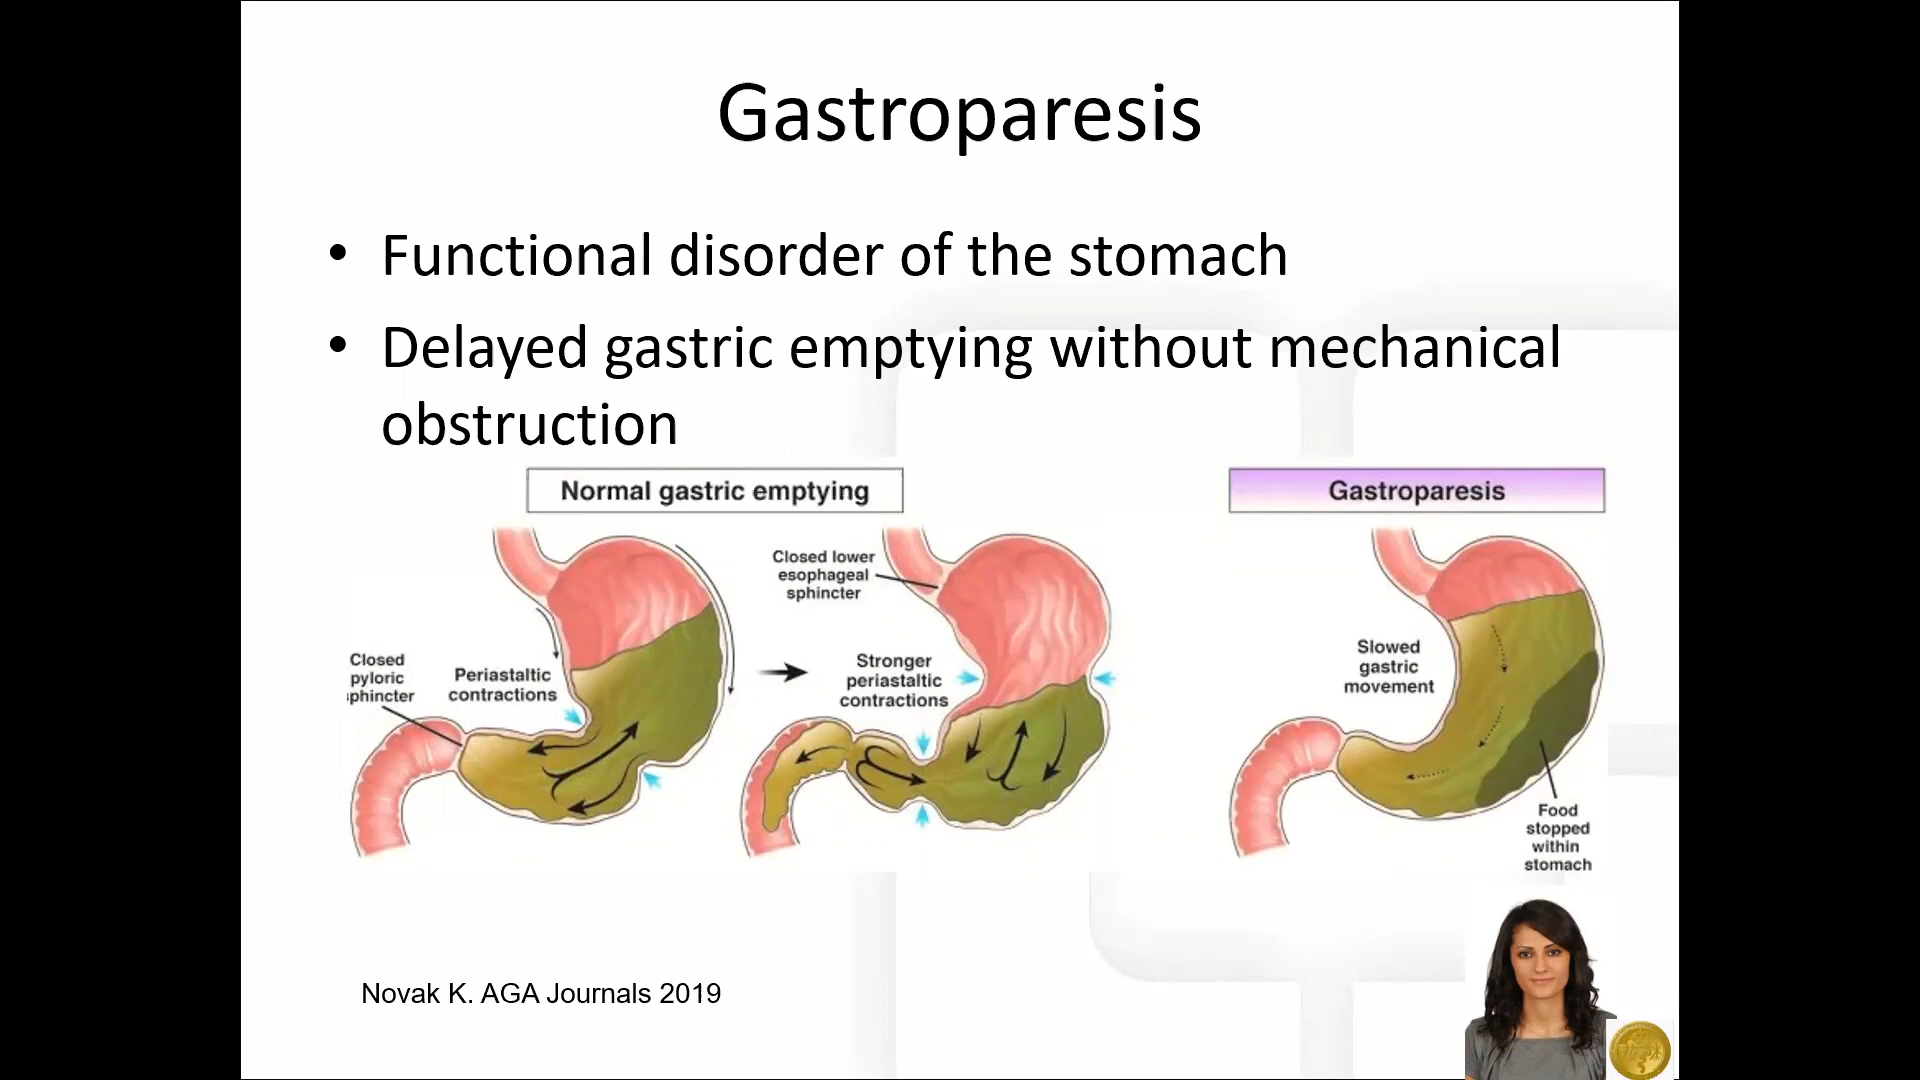 Gastroparesis
• Functional disorder of the stomach
• Delayed gastric emptying without mechanical
obstruction
Normal gastric emptying
Closed
pyloric
phincter
Periastaltic
contractions
Closed lower
esophageal
sphincter
Stronger
periastaltic
contractions
Gastroparesis
Slowed
gastric
movement
Food
stopped
within
stomach
Novak K. AGA Journals 2019